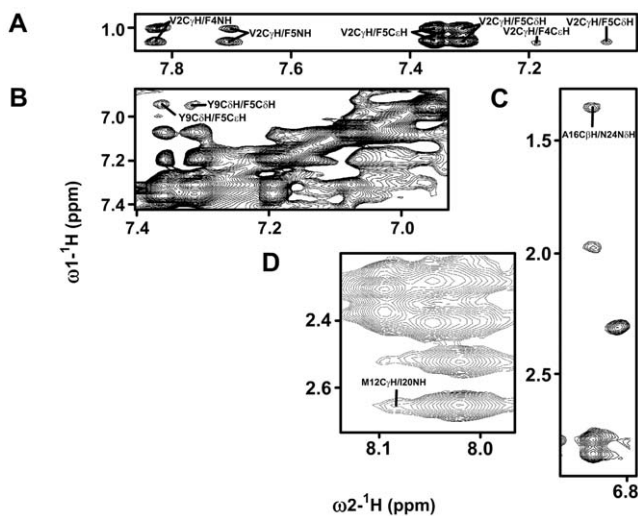 A
V2CγH/F4NH
V2CγH/F5NH
V2CγH/F5CεH
V2CγH/F5CδH
V2CγH/F4CεH
V2CγH/F5CδH
1.0
7.8
7.6
7.4
7.2
B
Y9CδH/F5CδH
Y9CδH/F5CεH
7.0
7.2
7.4
7.4
7.2
7.0
C
A16CβH/N24NδH
1.5
2.0
2.5
6.8
D
M12CγH/I20NH
2.4
2.6
8.1
8.0
ω1-¹H (ppm)
ω2-¹H (ppm)